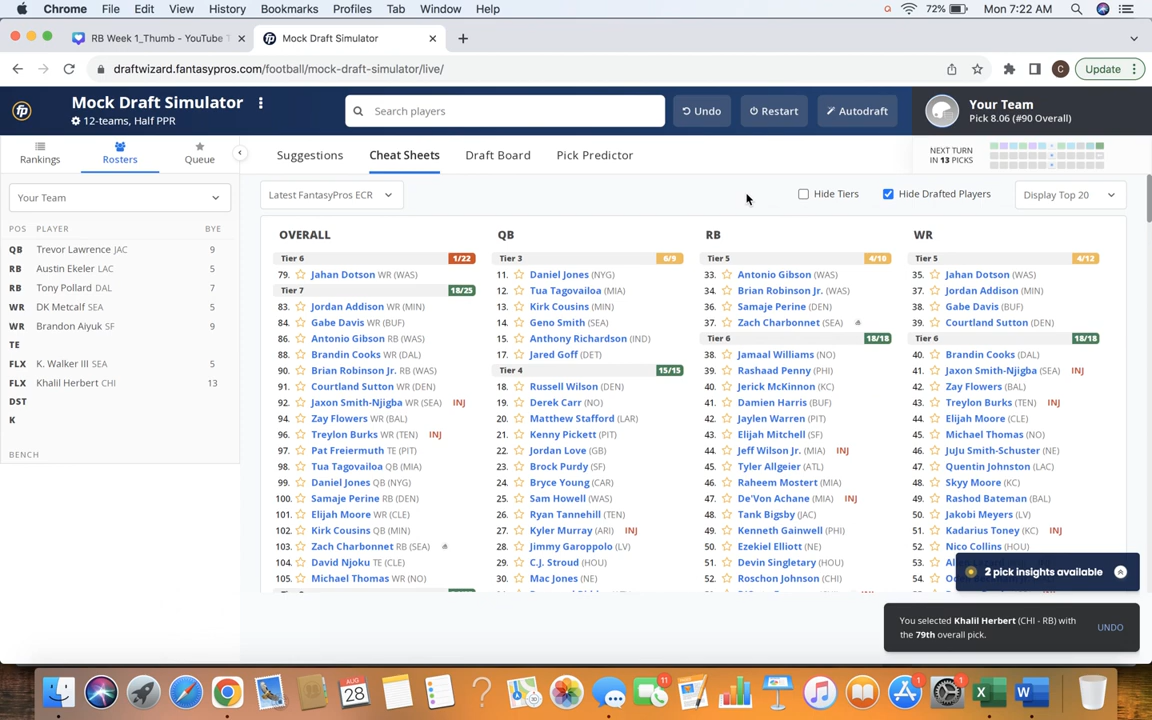 Chrome File Edit View History Bookmarks Profiles Tab Window Help 72% Mon 7:22 AM
RB Week 1_Thumb - YouTube T Mock Draft Simulator
draftwizard.fantasypros.com/football/mock-draft-simulator/live/ C Update
fp Mock Draft Simulator
12-teams, Half PPR
Search players
Undo Restart Autodraft
Your Team
Pick 8.06 (#90 Overall)
Rankings Rosters Queue
Suggestions Cheat Sheets Draft Board Pick Predictor
NEXT TURN
IN 13 PICKS
Your Team
POS PLAYER BYE
QB Trevor Lawrence JAC 9
RB Austin Ekeler LAC 5
RB Tony Pollard DAL 7
WR DK Metcalf SEA 5
WR Brandon Aiyuk SF 9
TE
FLX K. Walker III SEA 5
FLX Khalil Herbert CHI 13
DST
K
BENCH
Latest FantasyPros ECR Hide Tiers Hide Drafted Players Display Top 20
OVERALL
Tier 6 1/22
79. Jahan Dotson WR (WAS)
Tier 7 18/25
83. Jordan Addison WR (MIN)
84. Gabe Davis WR (BUF)
86. Antonio Gibson RB (WAS)
88. Brandin Cooks WR (DAL)
90. Brian Robinson Jr. RB (WAS)
91. Courtland Sutton WR (DEN)
92. Jaxon Smith-Njigba WR (SEA) INJ
94. Zay Flowers WR (BAL)
96. Treylon Burks WR (TEN) INJ
97. Pat Freiermuth TE (PIT)
98. Tua Tagovailoa QB (MIA)
99. Daniel Jones QB (NYG)
100. Samaje Perine RB (DEN)
101. Elijah Moore WR (CLE)
102. Kirk Cousins QB (MIN)
103. Zach Charbonnet RB (SEA)
104. David Njoku TE (CLE)
105. Michael Thomas WR (NO)
QB
Tier 3 6/9
11. Daniel Jones (NYG)
12. Tua Tagovailoa (MIA)
13. Kirk Cousins (MIN)
14. Geno Smith (SEA)
15. Anthony Richardson (IND)
17. Jared Goff (DET)
Tier 4 15/15
18. Russell Wilson (DEN)
19. Derek Carr (NO)
20. Matthew Stafford (LAR)
21. Kenny Pickett (PIT)
22. Jordan Love (GB)
23. Brock Purdy (SF)
24. Bryce Young (CAR)
25. Sam Howell (WAS)
26. Ryan Tannehill (TEN)
27. Kyler Murray (ARI) INJ
28. Jimmy Garoppolo (LV)
29. C.J. Stroud (HOU)
30. Mac Jones (NE)
RB
Tier 5 4/10
33. Antonio Gibson (WAS)
34. Brian Robinson Jr. (WAS)
36. Samaje Perine (DEN)
37. Zach Charbonnet (SEA)
Tier 6 18/18
38. Jamaal Williams (NO)
39. Rashaad Penny (PHI)
40. Jerick McKinnon (KC)
41. Damien Harris (BUF)
42. Jaylen Warren (PIT)
43. Elijah Mitchell (SF)
44. Jeff Wilson Jr. (MIA) INJ
45. Tyler Allgeier (ATL)
46. Raheem Mostert (MIA)
47. De'Von Achane (MIA) INJ
48. Tank Bigsby (JAC)
49. Kenneth Gainwell (PHI)
50. Ezekiel Elliott (NE)
51. Devin Singletary (HOU)
52. Roschon Johnson (CHI)
WR
Tier 5 4/12
35. Jahan Dotson (WAS)
37. Jordan Addison (MIN)
38. Gabe Davis (BUF)
39. Courtland Sutton (DEN)
Tier 6 18/18
40. Brandin Cooks (DAL)
41. Jaxon Smith-Njigba (SEA) INJ
42. Zay Flowers (BAL)
43. Treylon Burks (TEN) INJ
44. Elijah Moore (CLE)
45. Michael Thomas (NO)
46. JuJu Smith-Schuster (NE)
47. Quentin Johnston (LAC)
48. Skyy Moore (KC)
49. Rashod Bateman (BAL)
50. Jakobi Meyers (LV)
51. Kadarius Toney (KC) INJ
52. Nico Collins (HOU)
53.
54.
2 pick insights available
You selected Khalil Herbert (CHI - RB) with
the 79th overall pick.
UNDO
11 AUG 28 1 1